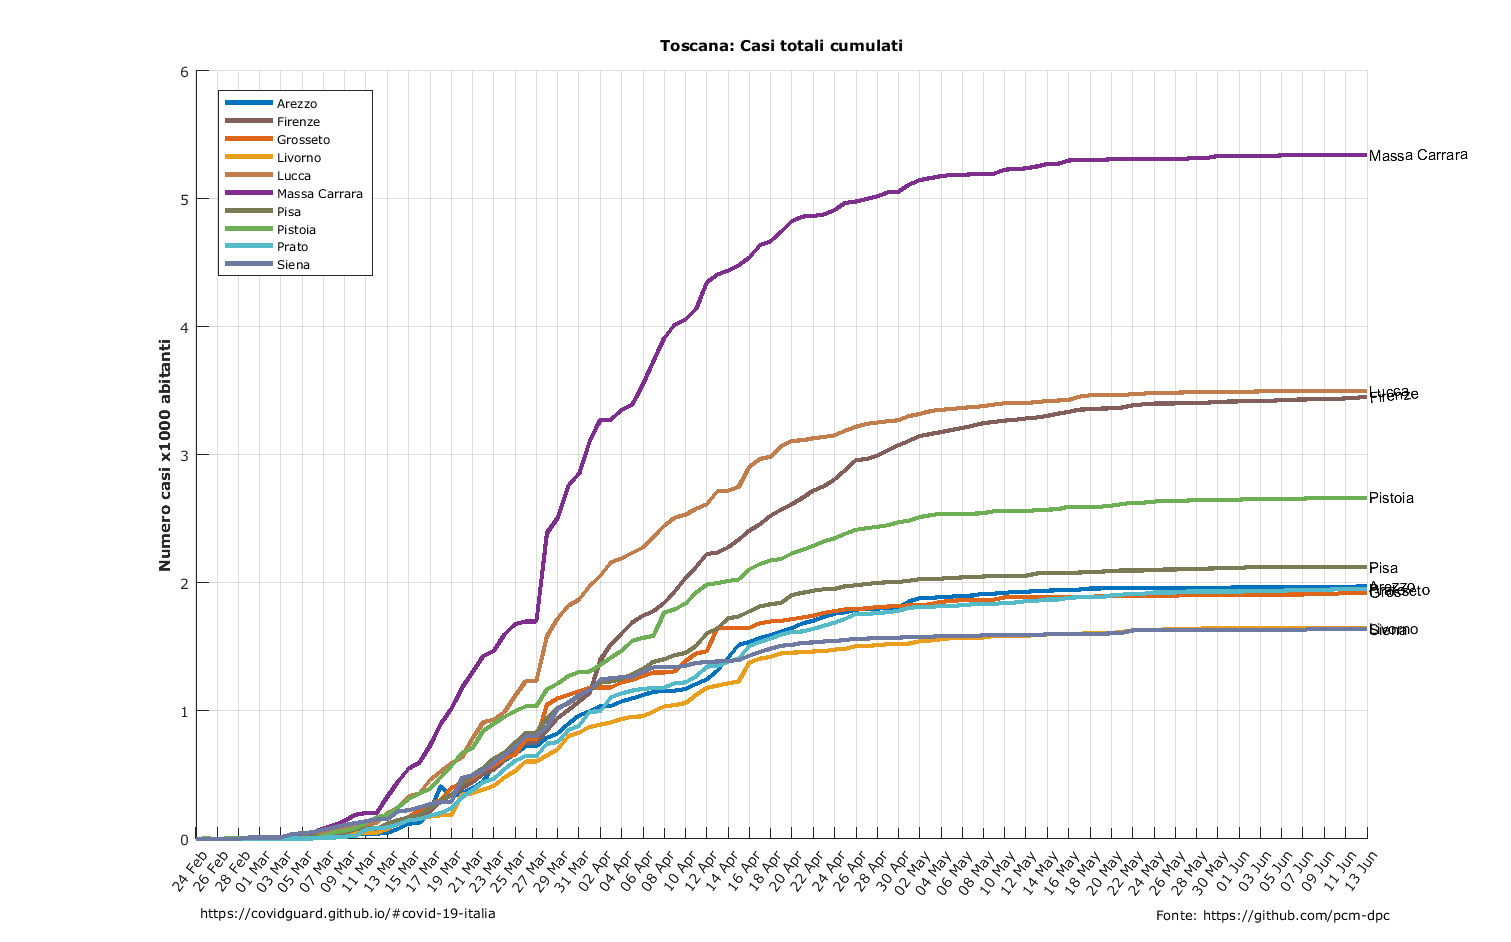 Toscana: Casi totali cumulati
Numero casi x1000 abitanti
6
5
4
3
2
1
0
Arezzo
Firenze
Grosseto
Livorno
Lucca
Massa Carrara
Pisa
Pistoia
Prato
Siena
Massa Carrara
Lucca
Firenze
Pistoia
Pisa
Arezzo
Grosseto
Livorno
Siena
24 Feb
26 Feb
28 Feb
01 Mar
03 Mar
05 Mar
07 Mar
09 Mar
11 Mar
13 Mar
15 Mar
17 Mar
19 Mar
21 Mar
23 Mar
25 Mar
27 Mar
29 Mar
31 Mar
02 Apr
04 Apr
06 Apr
08 Apr
10 Apr
12 Apr
14 Apr
16 Apr
18 Apr
20 Apr
22 Apr
24 Apr
26 Apr
28 Apr
30 Apr
02 May
04 May
06 May
08 May
10 May
12 May
14 May
16 May
18 May
20 May
22 May
24 May
26 May
28 May
30 May
01 Jun
03 Jun
05 Jun
07 Jun
09 Jun
11 Jun
13 Jun
https://covidguard.github.io/#covid-19-italia
Fonte: https://github.com/pcm-dpc